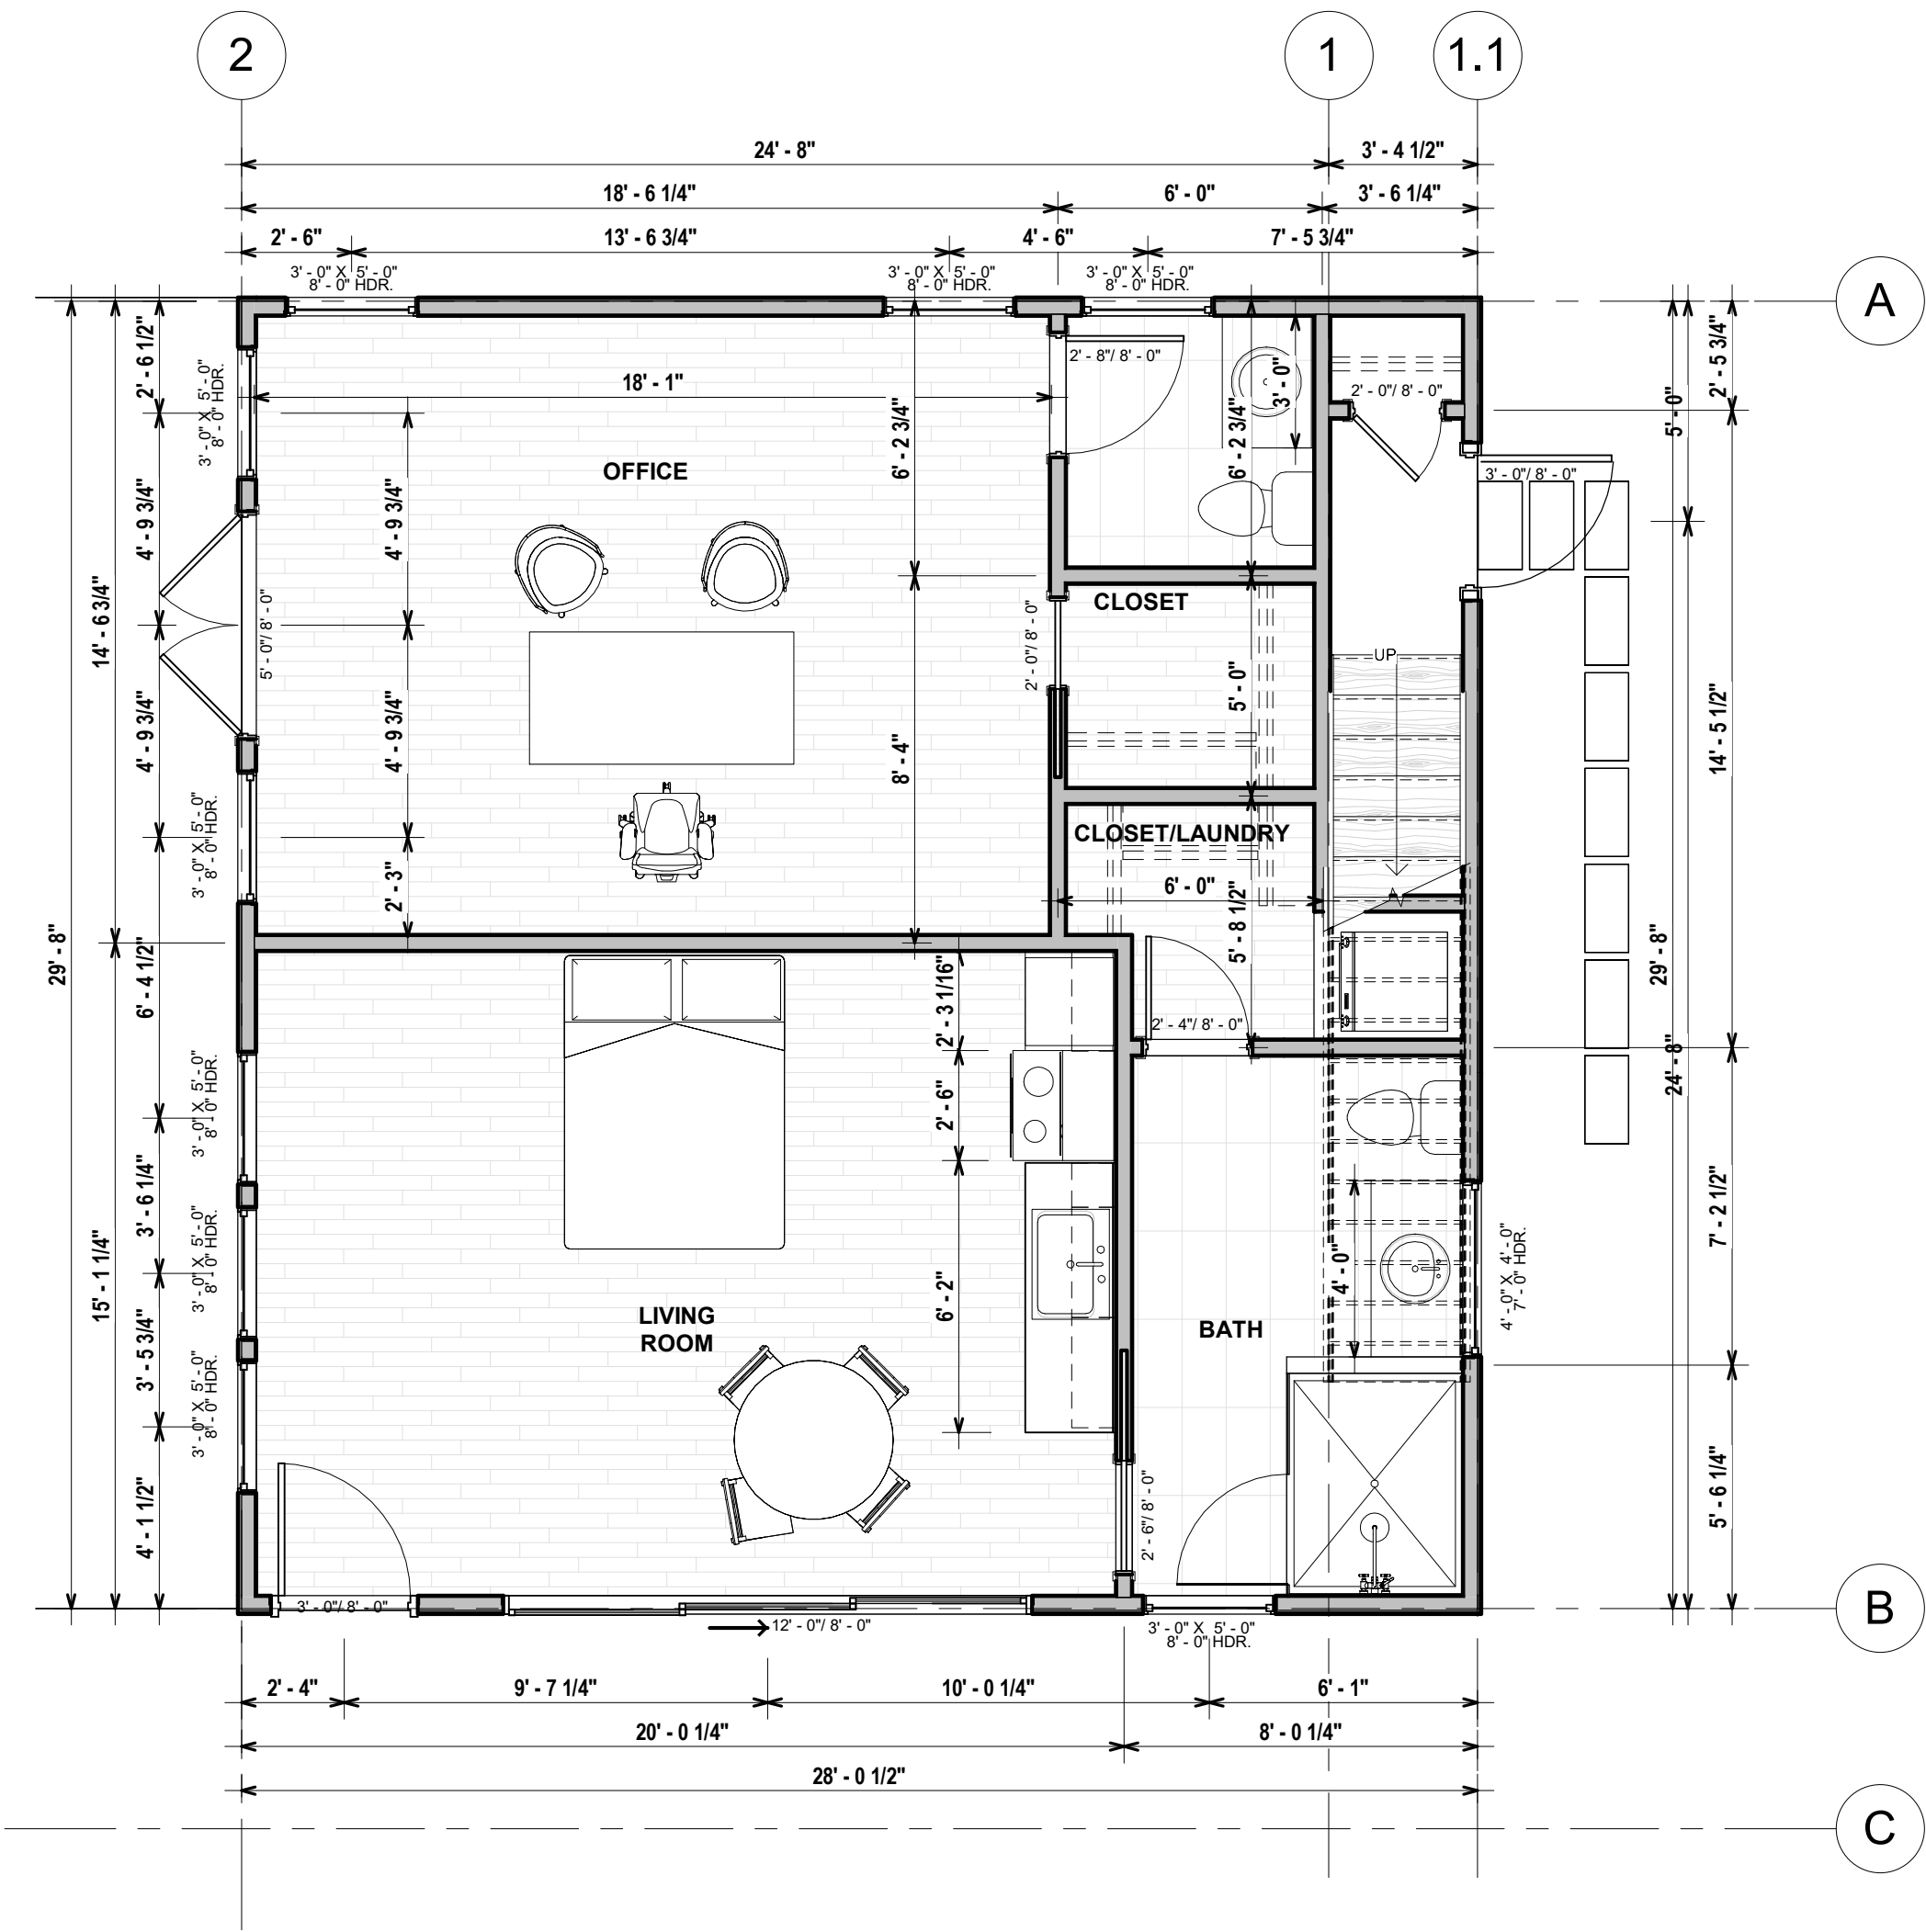 2
1
1.1
24' - 8"
3' - 4 1/2"
18' - 6 1/4"
6' - 0"
3' - 6 1/4"
2' - 6"
13' - 6 3/4"
4' - 6"
7' - 5 3/4"
3' - 0" X 5' - 0"
8' - 0" HDR.
3' - 0" X 5' - 0"
8' - 0" HDR.
3' - 0" X 5' - 0"
8' - 0" HDR.
A
2' - 6 1/2"
3' - 0" X 5' - 0"
8' - 0" HDR.
18' - 1"
2' - 8"/ 8' - 0"
3' - 0"
2' - 0"/ 8' - 0"
5' - 0"
2' - 5 3/4"
6' - 2 3/4"
6' - 2 3/4"
OFFICE
3' - 0"/ 8' - 0"
4' - 9 3/4"
4' - 9 3/4"
14' - 6 3/4"
5' - 0"/ 8' - 0"
CLOSET
2' - 0"/ 8' - 0"
UP
5' - 0"
4' - 9 3/4"
4' - 9 3/4"
8' - 4"
14' - 5 1/2"
3' - 0" X 5' - 0"
8' - 0" HDR.
CLOSET/LAUNDRY
6' - 0"
2' - 3"
5' - 8 1/2"
29' - 8"
6' - 4 1/2"
29' - 8"
2' - 3 1/16"
2' - 4"/ 8' - 0"
24' - 8"
3' - 0" X 5' - 0"
8' - 0" HDR.
2' - 6"
3' - 6 1/4"
7' - 2 1/2"
3' - 0" X 5' - 0"
8' - 0" HDR.
15' - 1 1/4"
6' - 2"
4' - 0"
4' - 0" X 4' - 0"
7' - 0" HDR.
LIVING
ROOM
BATH
3' - 5 3/4"
3' - 0" X 5' - 0"
8' - 0" HDR.
4' - 1 1/2"
2' - 6"/ 8' - 0"
5' - 6 1/4"
3' - 0"/ 8' - 0"
12' - 0"/ 8' - 0"
3' - 0" X 5' - 0"
8' - 0" HDR.
B
2' - 4"
9' - 7 1/4"
10' - 0 1/4"
6' - 1"
20' - 0 1/4"
8' - 0 1/4"
28' - 0 1/2"
C